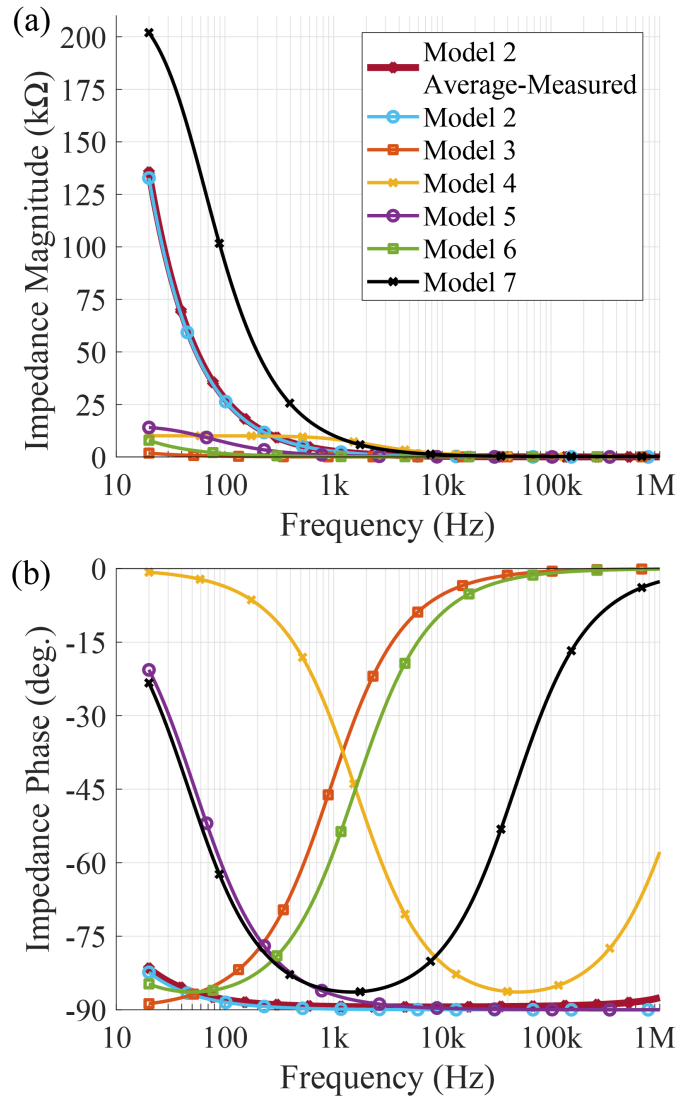 (a)
Impedance Magnitude (kΩ)
200
175
150
125
100
75
50
25
0
Model 2
Average-Measured
Model 2
Model 3
Model 4
Model 5
Model 6
Model 7
10 100 1k 10k 100k 1M
Frequency (Hz)
(b)
Impedance Phase (deg.)
0
-15
-30
-45
-60
-75
-90
10 100 1k 10k 100k 1M
Frequency (Hz)